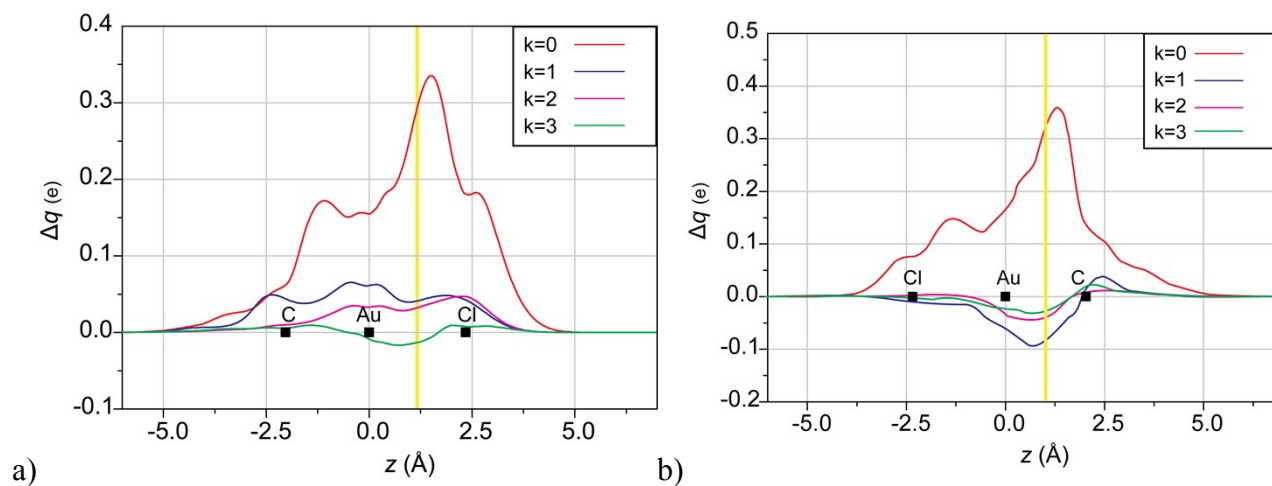 0.4
0.3
0.2
0.1
0.0
-0.1
Δq (e)
k=0
k=1
k=2
k=3
C
Au
Cl
-5.0
-2.5
0.0
2.5
5.0
z (Å)
a)
0.5
0.4
0.3
0.2
0.1
0.0
-0.1
-0.2
Δq (e)
k=0
k=1
k=2
k=3
Cl
Au
C
-5.0
-2.5
0.0
2.5
5.0
z (Å)
b)